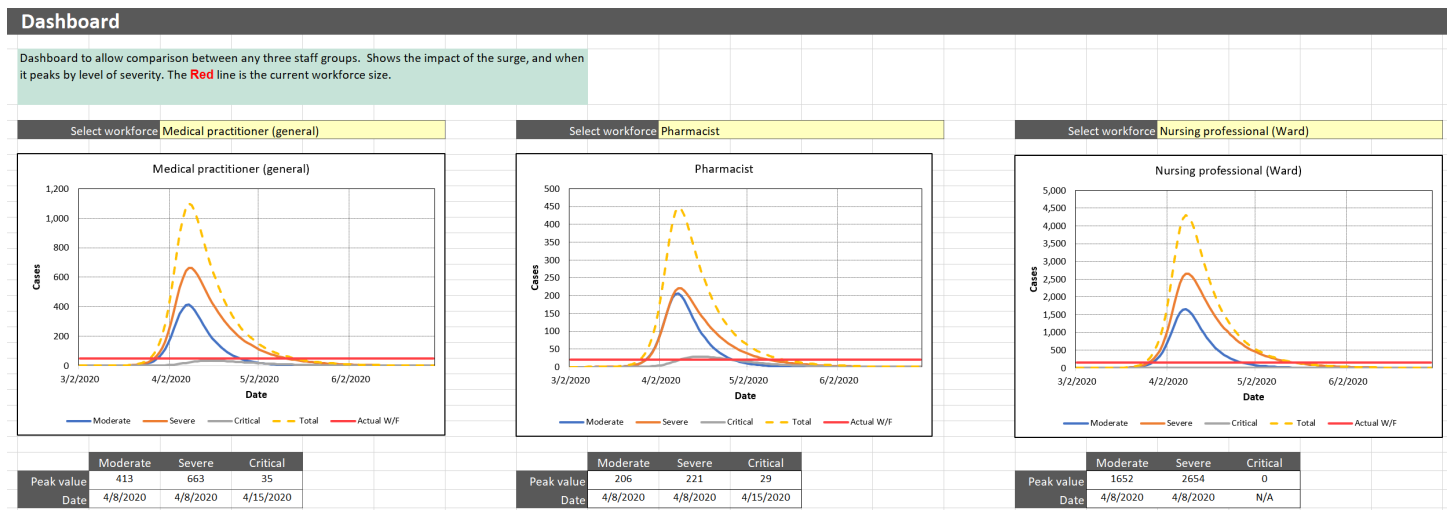 Dashboard
Dashboard to allow comparison between any three staff groups. Shows the impact of the surge, and when
it peaks by level of severity. The Red line is the current workforce size.
Select workforce Medical practitioner (general)
Medical practitioner (general)
1,200
1,000
800
600
400
200
0
Cases
3/2/2020 4/2/2020 5/2/2020 6/2/2020
Date
Moderate Severe Critical Total Actual W/F
Moderate Severe Critical
Peak value 413 663 35
Date 4/8/2020 4/8/2020 4/15/2020
Select workforce Pharmacist
Pharmacist
500
450
400
350
300
250
200
150
100
50
0
Cases
3/2/2020 4/2/2020 5/2/2020 6/2/2020
Date
Moderate Severe Critical Total Actual W/F
Moderate Severe Critical
Peak value 206 221 29
Date 4/8/2020 4/8/2020 4/15/2020
Select workforce Nursing professional (Ward)
Nursing professional (Ward)
5,000
4,500
4,000
3,500
3,000
2,500
2,000
1,500
1,000
500
0
Cases
3/2/2020 4/2/2020 5/2/2020 6/2/2020
Date
Moderate Severe Critical Total Actual W/F
Moderate Severe Critical
Peak value 1652 2654 0
Date 4/8/2020 4/8/2020 N/A